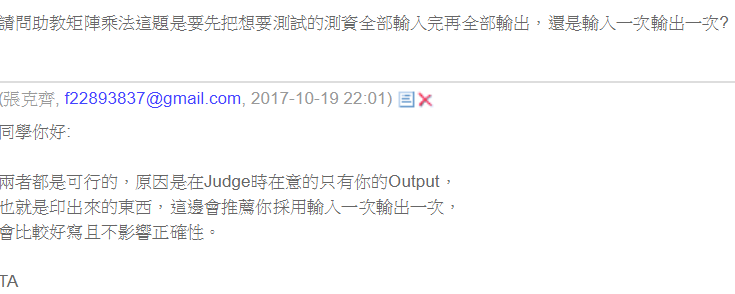 請問助教矩陣乘法這題是要先把想要測試的測資全部輸入完再全部輸出，還是輸入一次輸出一次?
(張克齊, f22893837@gmail.com, 2017-10-19 22:01)
同學你好:
兩者都是可行的，原因是在Judge時在意的只有你的Output，
也就是印出來的東西，這邊會推薦你採用輸入一次輸出一次，
會比較好寫且不影響正確性。
TA